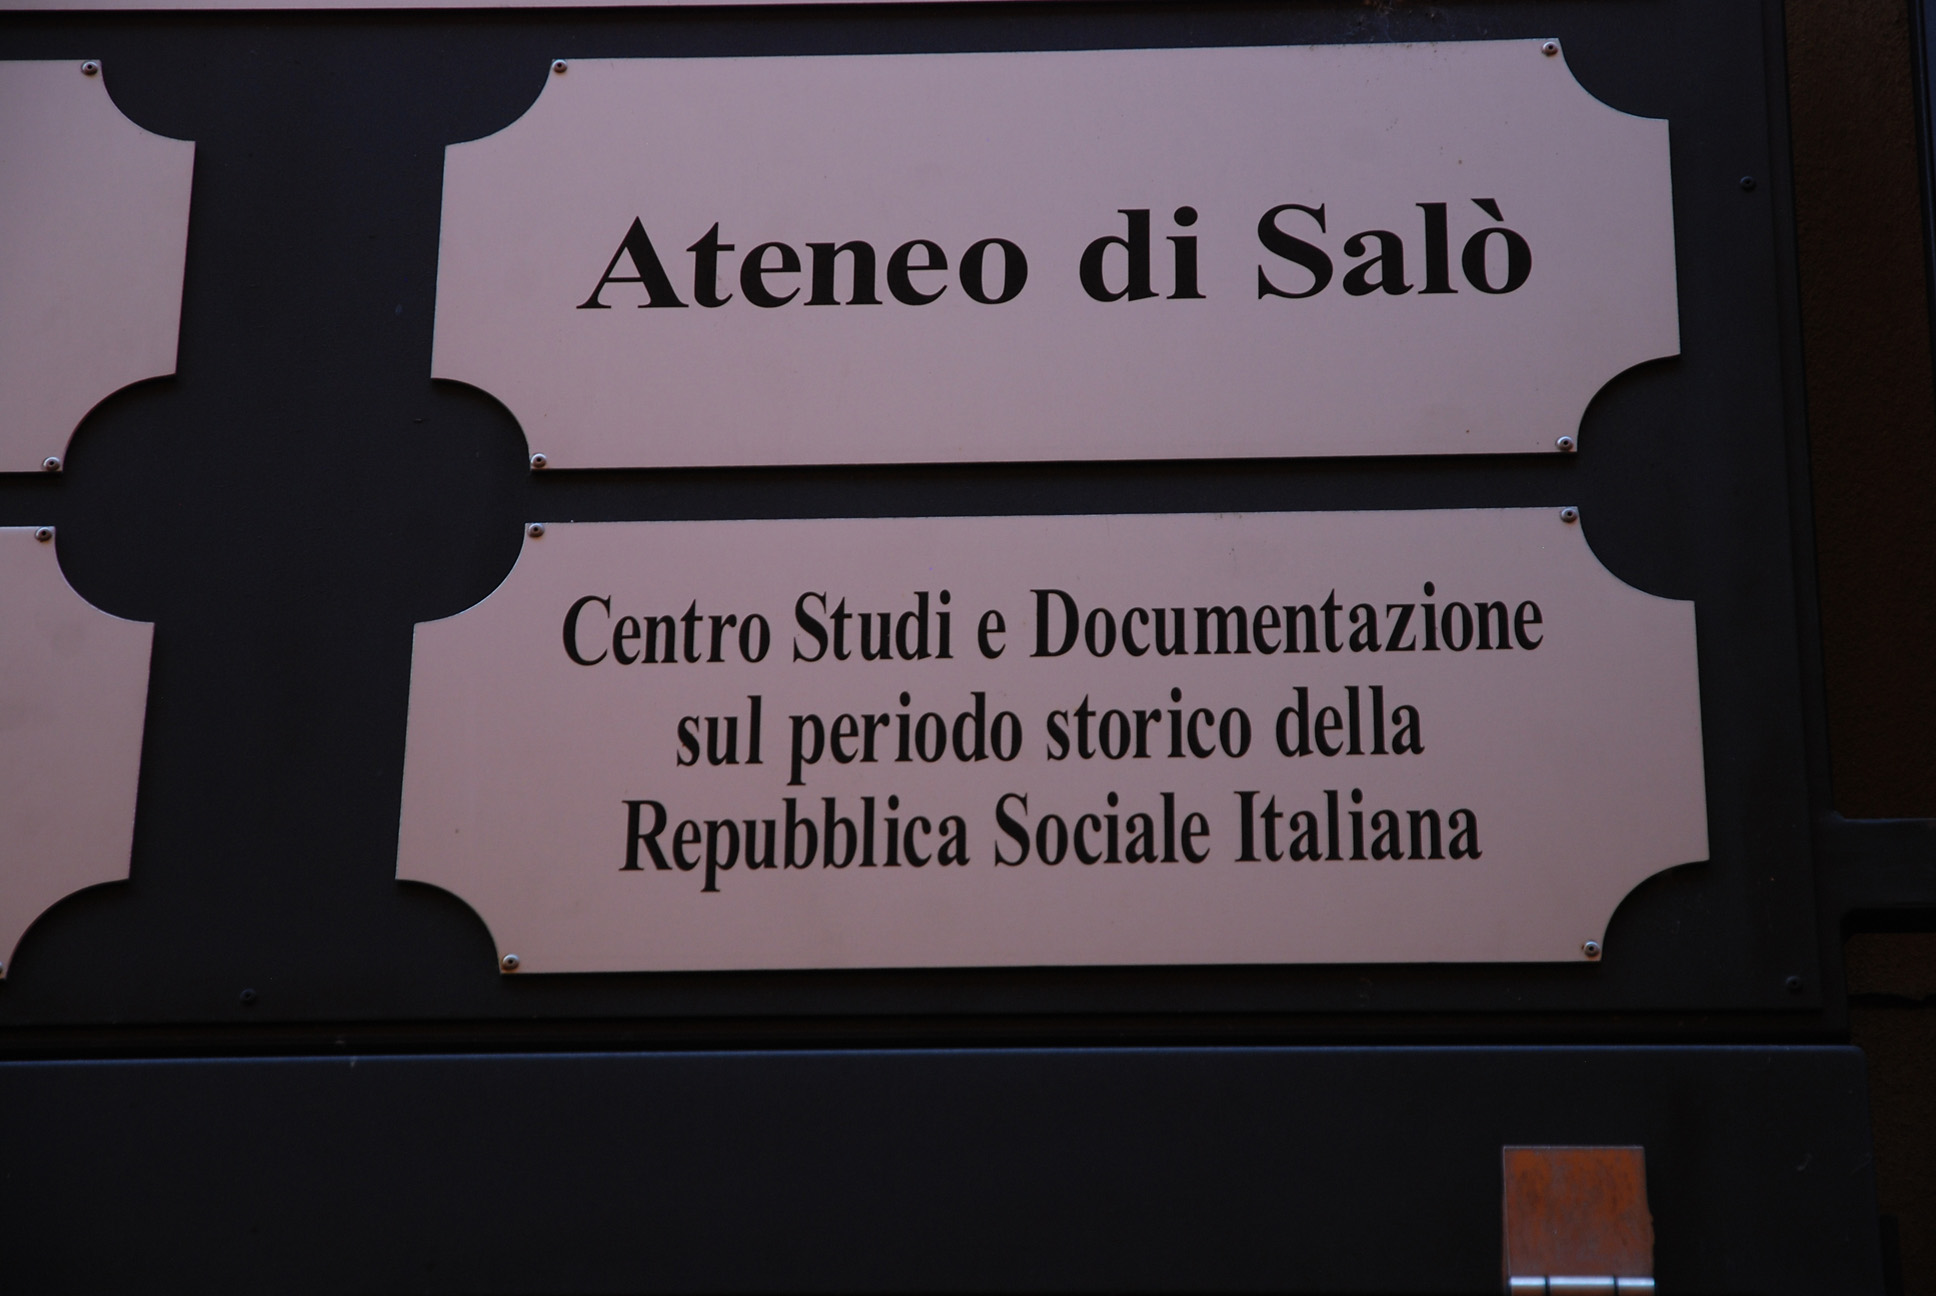 Ateneo di Salò
Centro Studi e Documentazione
sul periodo storico della
Repubblica Sociale Italiana